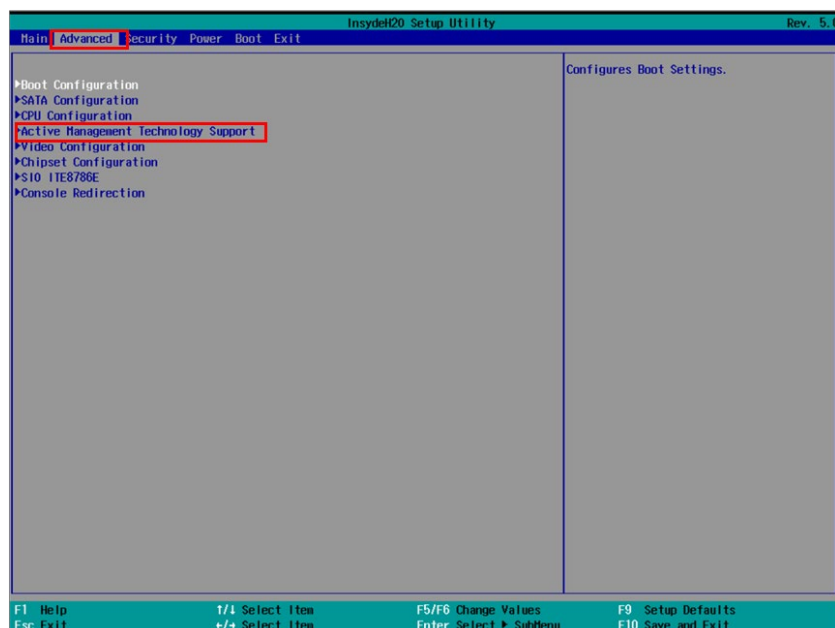 InsydeH2O Setup Utility Rev. 5.
Main Advanced Security Power Boot Exit
Configures Boot Settings.
▶Boot Configuration
▶SATA Configuration
▶CPU Configuration
▶Active Management Technology Support
▶Video Configuration
▶Chipset Configuration
▶SIO ITE8786E
▶Console Redirection
F1 Help ↑/↓ Select Item F5/F6 Change Values F9 Setup Defaults
Esc Exit ←/→ Select Item Enter Select ▶ SubMenu F10 Save and Exit